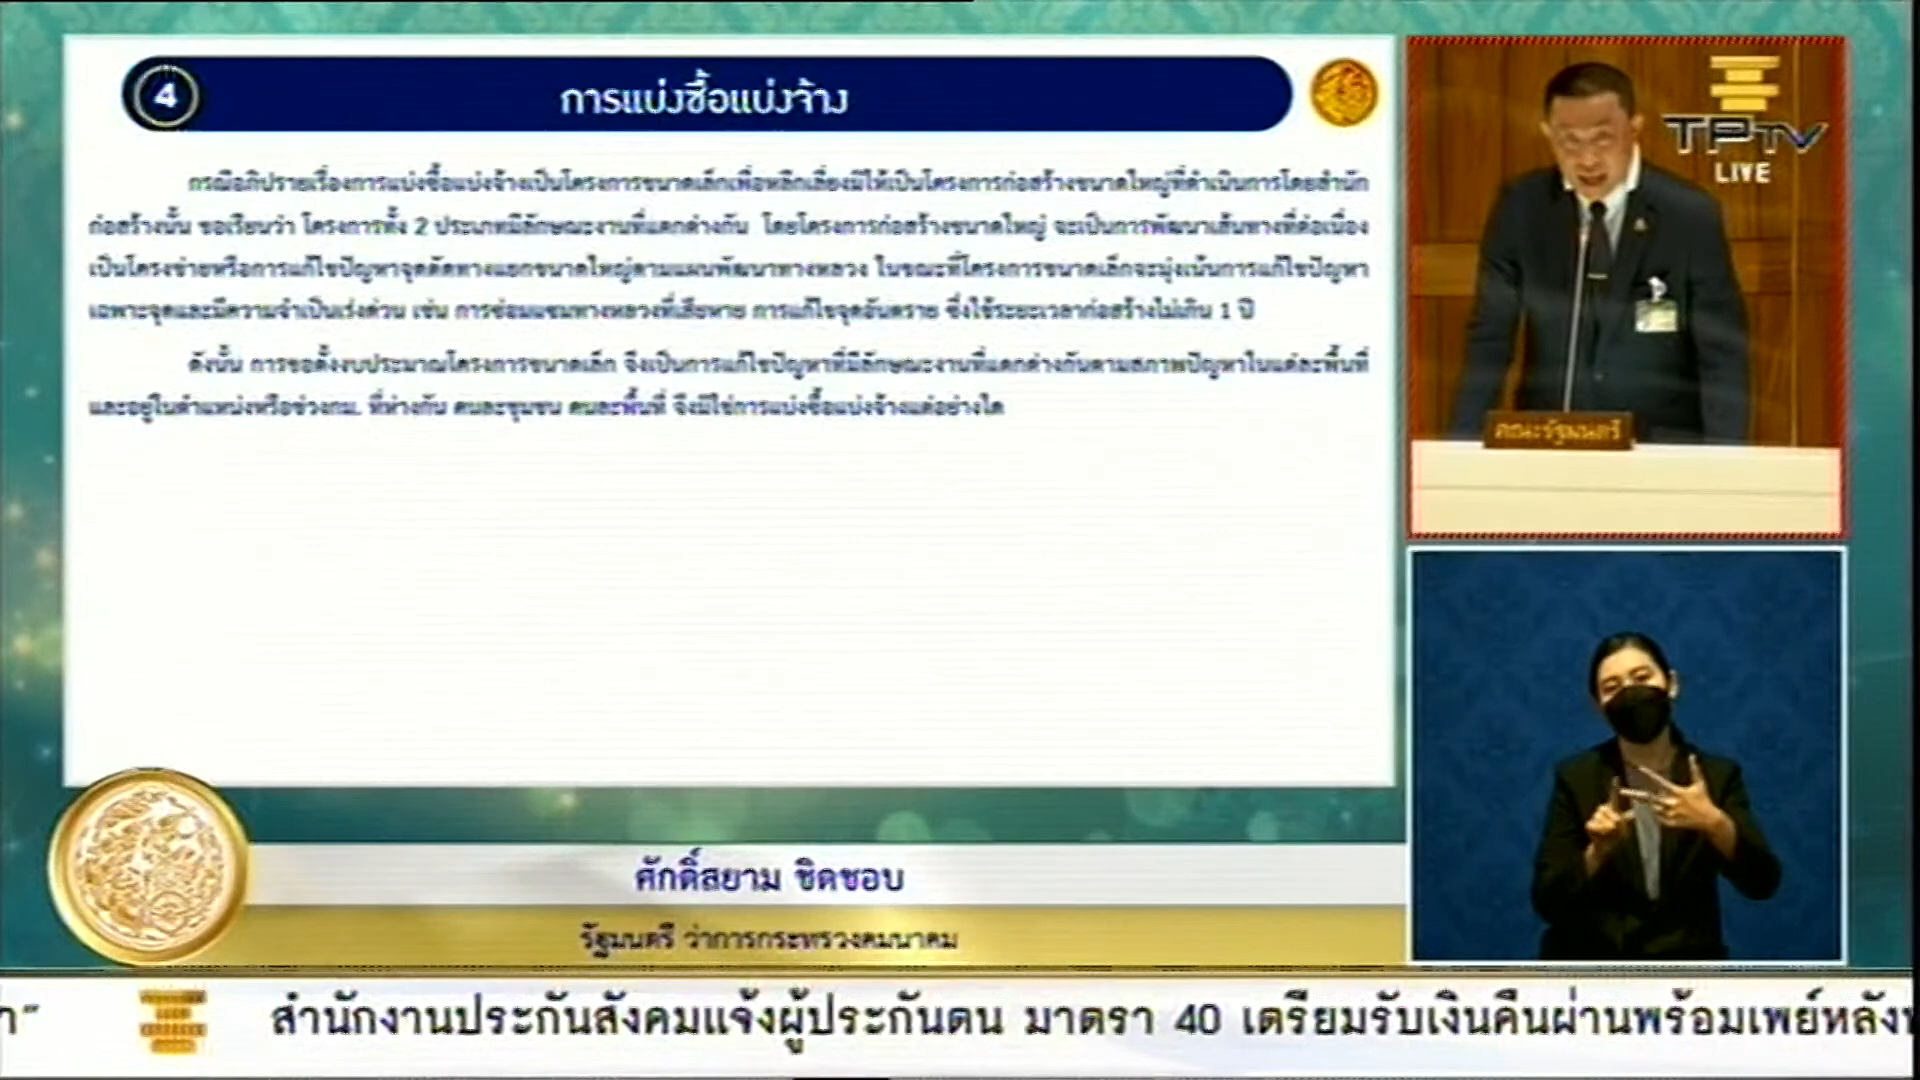 4
การแบ่งซื้อแบ่งจ้าง
กรณีอภิปรายเรื่องการแบ่งซื้อแบ่งจ้างเป็นโครงการขนาดเล็กเพื่อหลีกเลี่ยงมิให้เป็นโครงการก่อสร้างขนาดใหญ่ที่ดำเนินการโดยสำนัก
ก่อสร้างนั้น ขอเรียนว่า โครงการทั้ง 2 ประเภทมีลักษณะงานที่แตกต่างกัน โดยโครงการก่อสร้างขนาดใหญ่ จะเป็นการพัฒนาเส้นทางที่ต่อเนื่อง
เป็นโครงข่ายหรือการแก้ไขปัญหาจุดตัดทางแยกขนาดใหญ่ตามแผนพัฒนาทางหลวง ในขณะที่โครงการขนาดเล็กจะมุ่งเน้นการแก้ไขปัญหา
เฉพาะจุดและมีความจำเป็นเร่งด่วน เช่น การซ่อมแซมทางหลวงที่เสียหาย การแก้ไขจุดอันตราย ซึ่งใช้ระยะเวลาก่อสร้างไม่เกิน 1 ปี
ดังนั้น การขอตั้งงบประมาณโครงการขนาดเล็ก จึงเป็นการแก้ไขปัญหาที่มีลักษณะงานที่แตกต่างกันตามสภาพปัญหาในแต่ละพื้นที่
และอยู่ในตำแหน่งหรือช่วงกม. ที่ห่างกัน คนละชุมชน คนละพื้นที่ จึงมิใช่การแบ่งซื้อแบ่งจ้างแต่อย่างใด
TPTV
LIVE
คณะรัฐมนตรี
ศักดิ์สยาม ชิดชอบ
รัฐมนตรี ว่าการกระทรวงคมนาคม
สำนักงานประกันสังคมแจ้งผู้ประกันตน มาตรา 40 เตรียมรับเงินคืนผ่านพร้อมเพย์หลัง